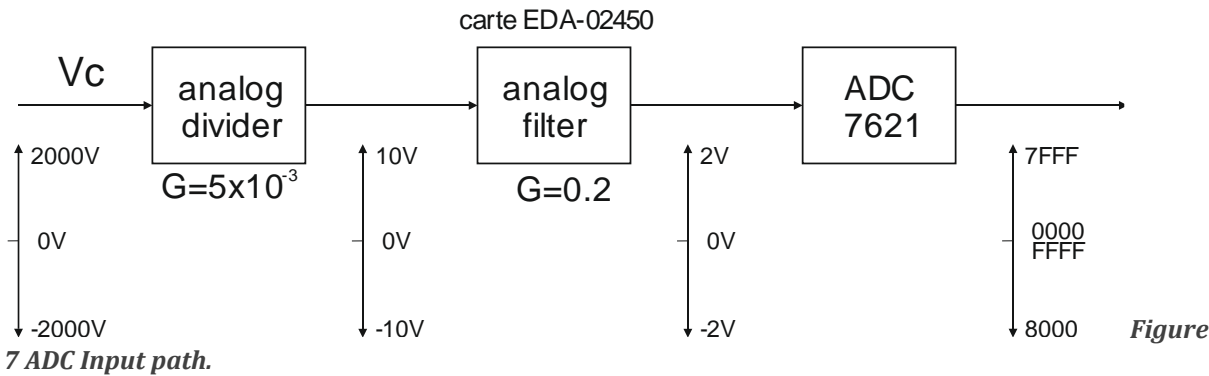 carte EDA-02450
Vc
analog
divider
analog
filter
ADC
7621
G=5x10⁻³
G=0.2
2000V
0V
-2000V
10V
0V
-10V
2V
0V
-2V
7FFF
0000
FFFF
8000
Figure
7 ADC Input path.